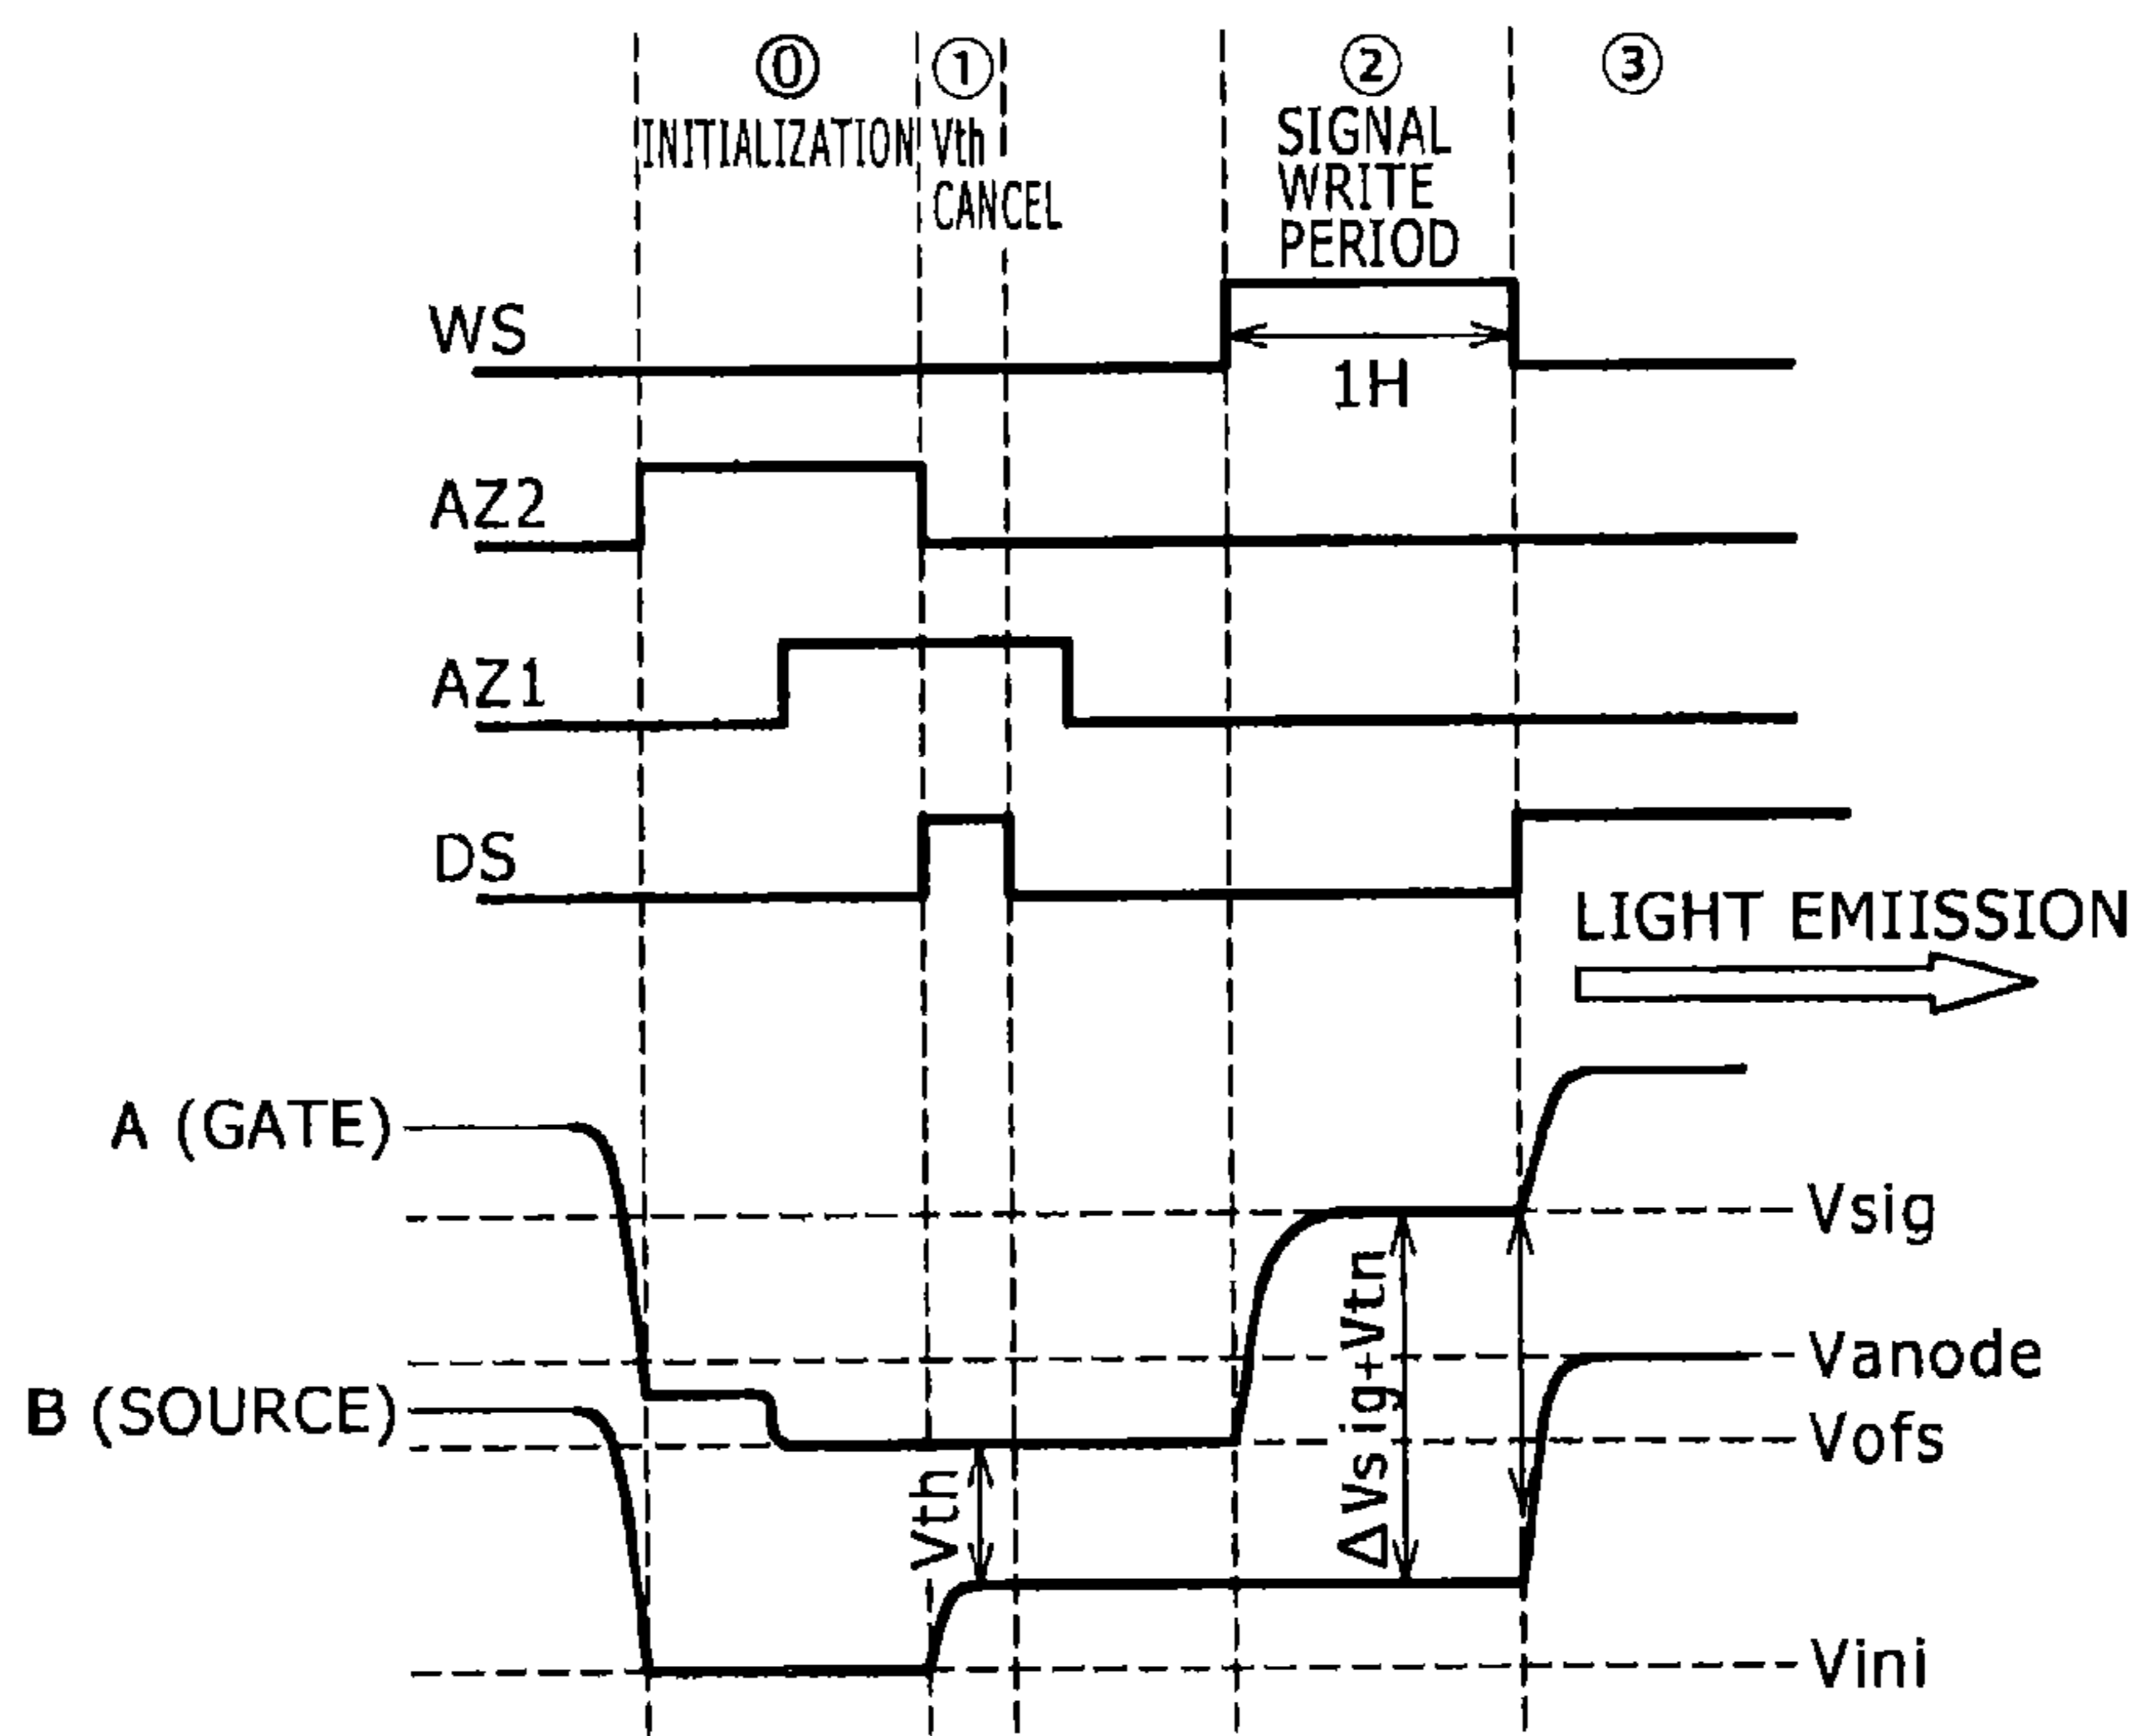 ⓪ ① ② ③
INITIALIZATION
Vth
CANCEL
SIGNAL
WRITE
PERIOD
WS
1H
AZ2
AZ1
DS
LIGHT EMIISSION
A (GATE)
Vsig
Vanode
B (SOURCE)
Vofs
Vth
ΔVsig+Vtn
Vini